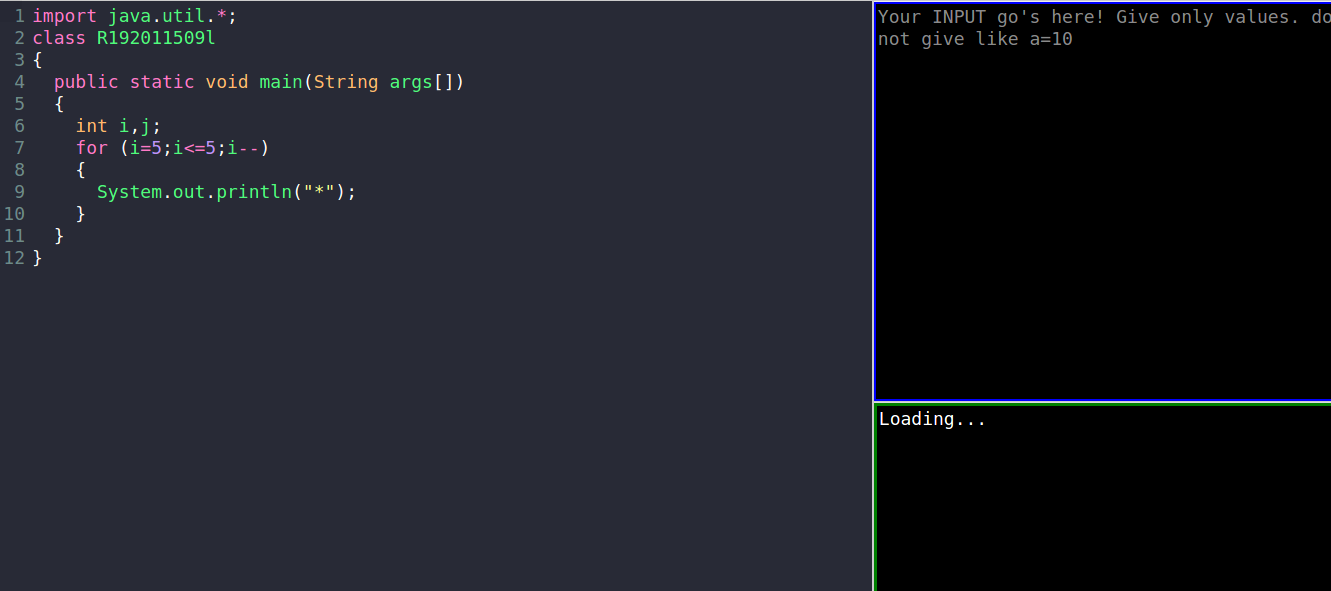 1 import java.util.*;
2 class R192011509l
3 {
4   public static void main(String args[])
5   {
6     int i,j;
7     for (i=5;i<=5;i--)
8     {
9       System.out.println("*");
10     }
11   }
12 }
Your INPUT go's here! Give only values. do
not give like a=10
Loading...